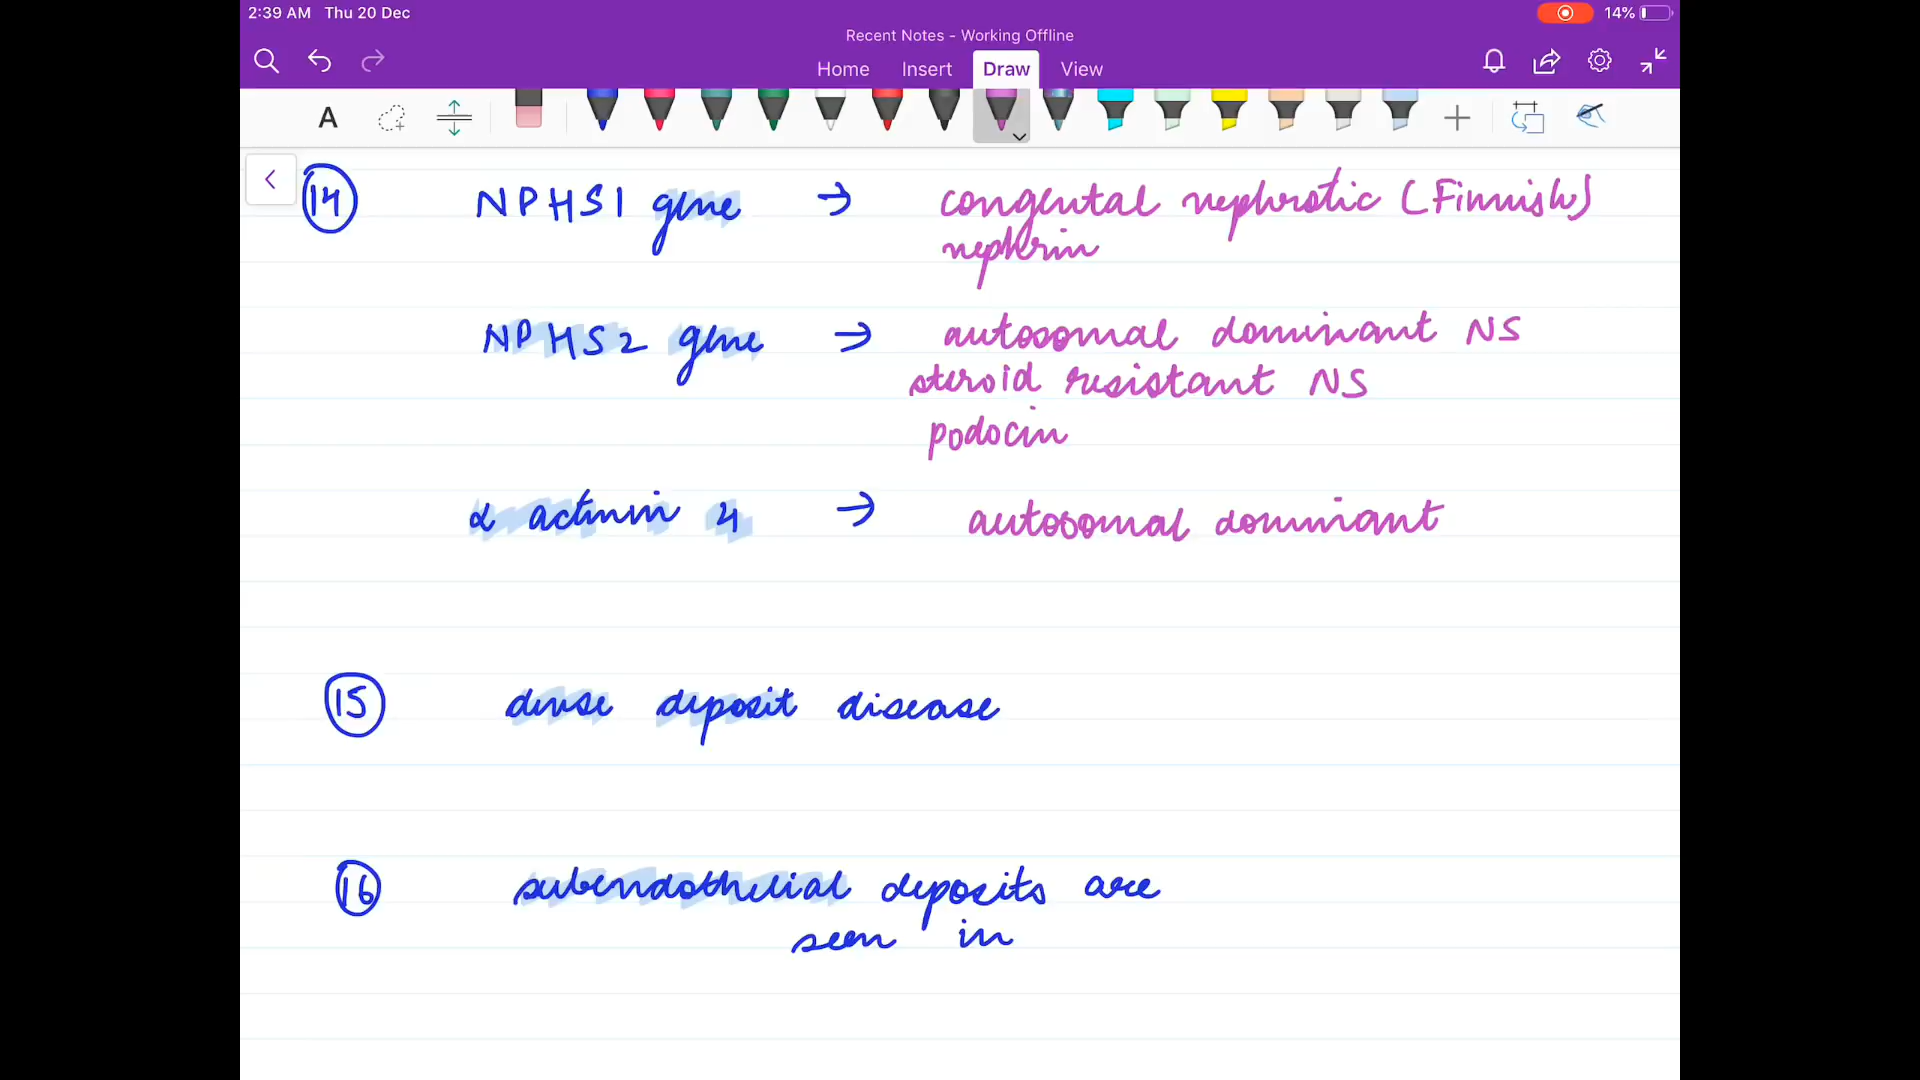 2:39 AM Thu 20 Dec
14%
Recent Notes - Working Offline
Home Insert Draw View
A
14 NPHS1 gene → congental nephrotic (Finnish)
nephrin
NPHS2 gene → autosomal dominant NS
steroid resistant NS
podocin
α actinin 4 → autosomal dominant
15 dense deposit disease
16 subendothelial deposits are
seen in